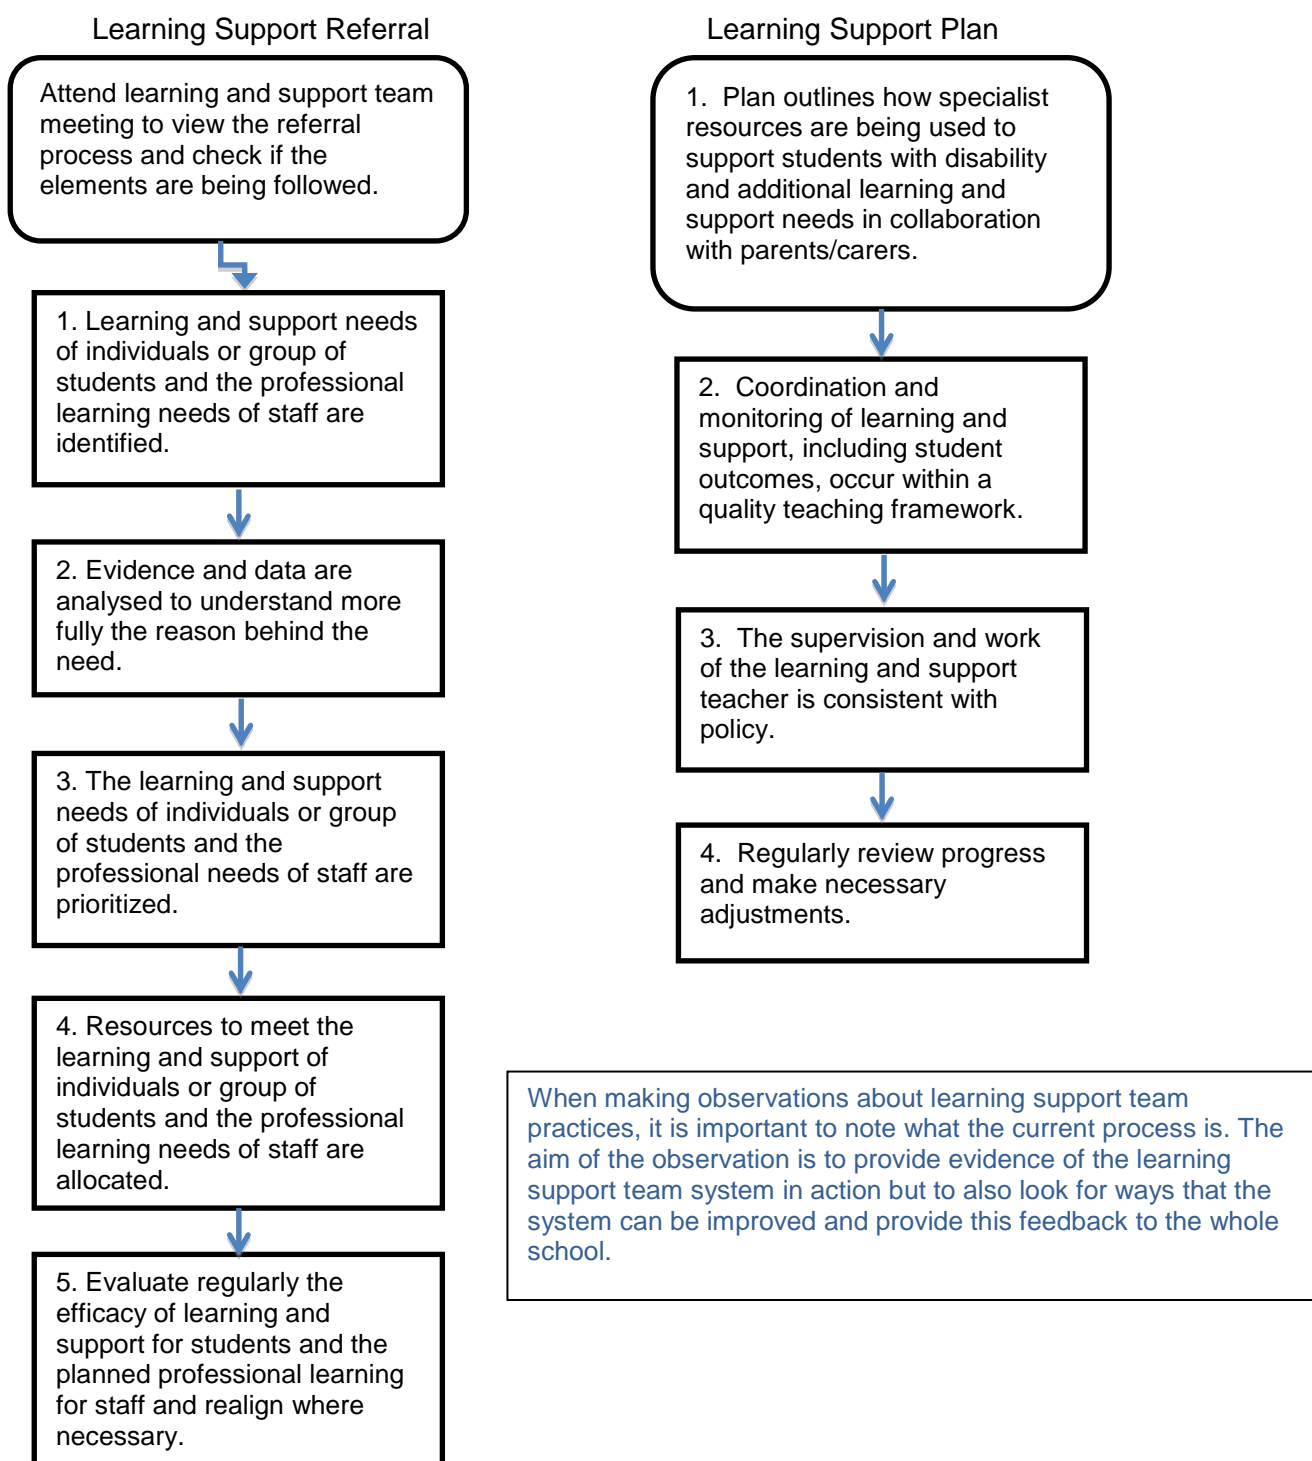 Learning Support Referral
Attend learning and support team
meeting to view the referral
process and check if the
elements are being followed.
1. Learning and support needs
of individuals or group of
students and the professional
learning needs of staff are
identified.
2. Evidence and data are
analysed to understand more
fully the reason behind the
need.
3. The learning and support
needs of individuals or group
of students and the
professional needs of staff are
prioritized.
4. Resources to meet the
learning and support of
individuals or group of
students and the professional
learning needs of staff are
allocated.
5. Evaluate regularly the
efficacy of learning and
support for students and the
planned professional learning
for staff and realign where
necessary.
Learning Support Plan
1. Plan outlines how specialist
resources are being used to
support students with disability
and additional learning and
support needs in collaboration
with parents/carers.
2. Coordination and
monitoring of learning and
support, including student
outcomes, occur within a
quality teaching framework.
3. The supervision and work
of the learning and support
teacher is consistent with
policy.
4. Regularly review progress
and make necessary
adjustments.
When making observations about learning support team
practices, it is important to note what the current process is. The
aim of the observation is to provide evidence of the learning
support team system in action but to also look for ways that the
system can be improved and provide this feedback to the whole
school.